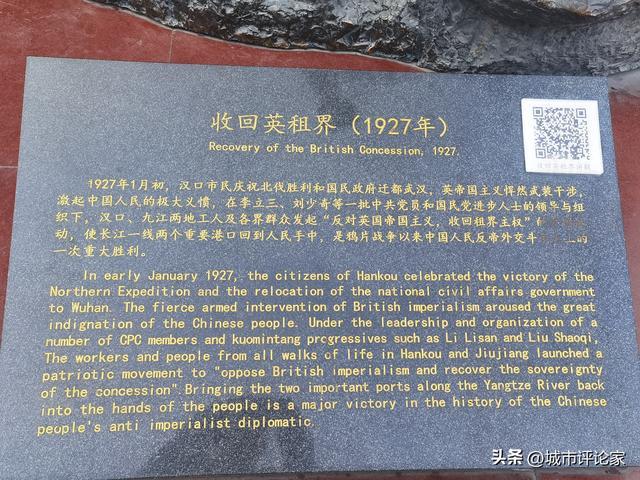 收回英租界（1927年）
Recovery of the British Concession, 1927.
1927年1月初，汉口市民庆祝北伐胜利和国民政府迁都武汉，英帝国主义悍然武装干涉，
激起中国人民的极大义愤，在李立三、刘少奇等一批中共党员和国民党进步人士的领导与组
织下，汉口、九江两地工人及各界群众发起“反对英国帝国主义，收回租界主权”
动，使长江一线两个重要港口回到人民手中，是鸦片战争以来中国人民反帝外交斗
一次重大胜利。
In early January 1927, the citizens of Hankou celebrated the victory of the
Northern Expedition and the relocation of the national civil affairs government
to Wuhan. The fierce armed intervention of British imperialism aroused the great
indignation of the Chinese people. Under the leadership and organization of a
number of CPC members and kuomintang prcgressives such as Li Lisan and Liu Shaoqi,
The workers and people from all walks of life in Hankou and Jiujiang launched a
patriotic movement to "oppose British imperialism and recover the sovereignty
of the concession".Bringing the two important ports along the Yangtze River back
into the hands of the people is a major victory in the history of the Chinese
people's anti imperialist diplomatic.
头条 @城市评论家